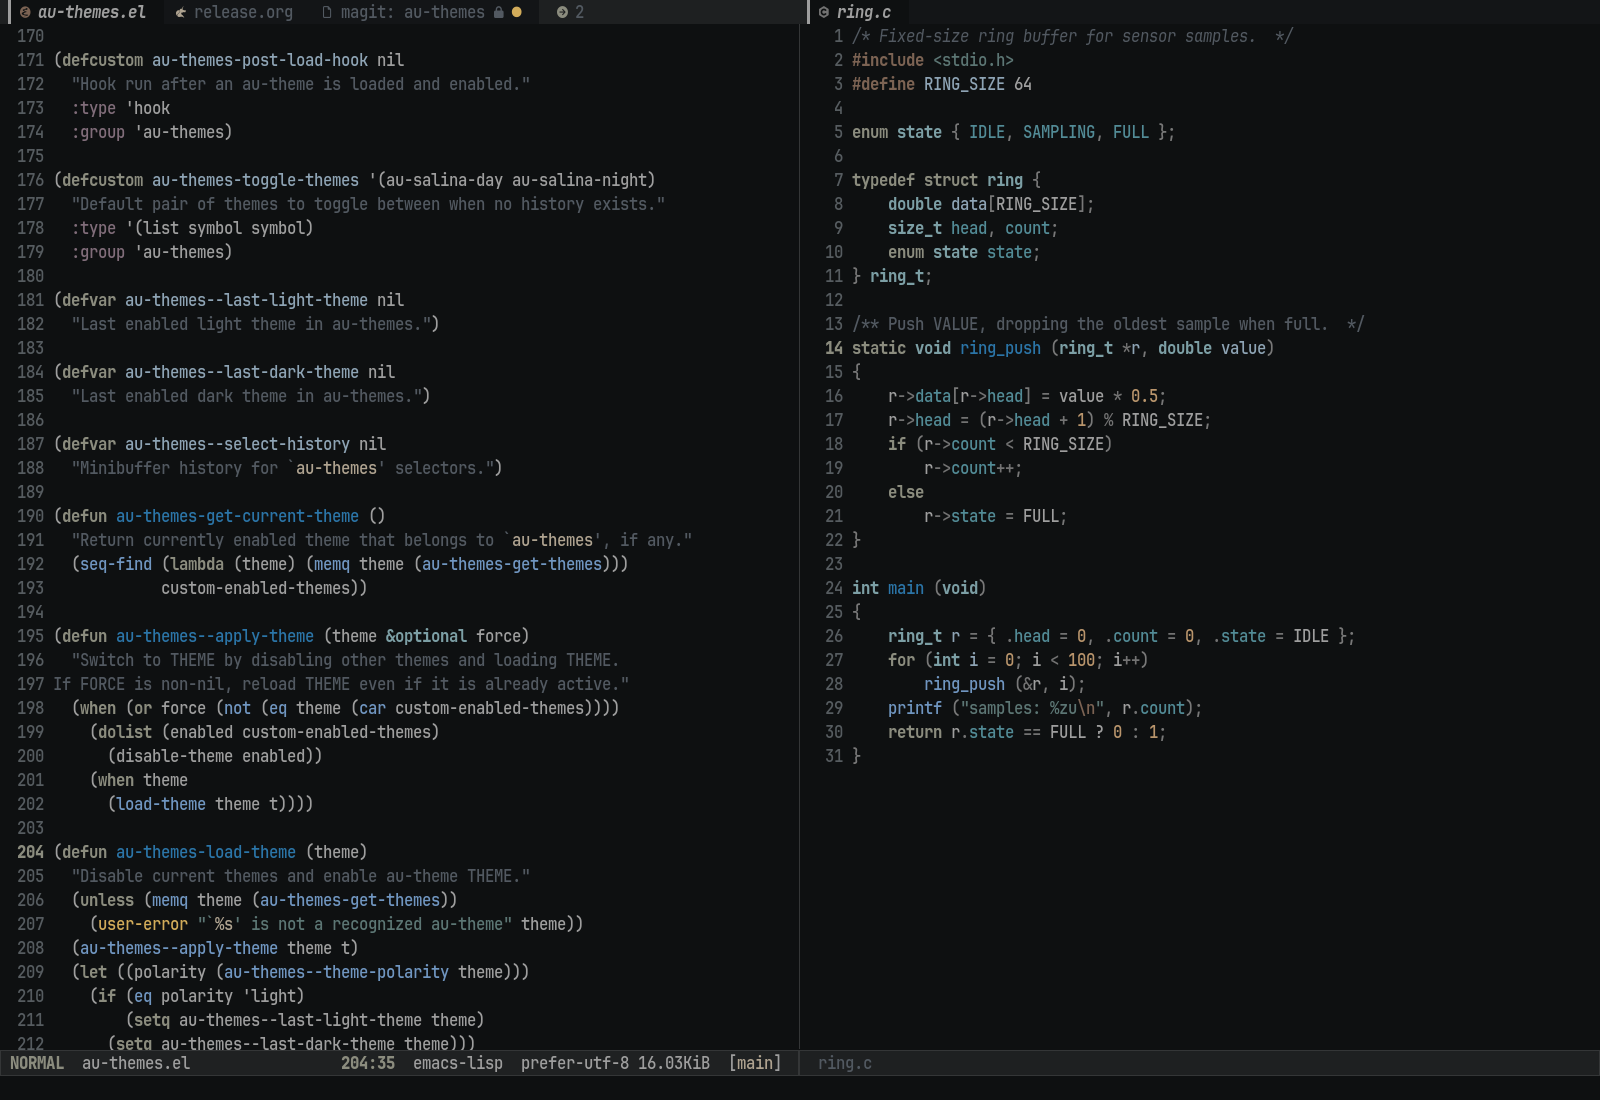 au-themes.el release.org magit: au-themes 2
170
171 (defcustom au-themes-post-load-hook nil
172   "Hook run after an au-theme is loaded and enabled."
173   :type 'hook
174   :group 'au-themes)
175
176 (defcustom au-themes-toggle-themes '(au-salina-day au-salina-night)
177   "Default pair of themes to toggle between when no history exists."
178   :type '(list symbol symbol)
179   :group 'au-themes)
180
181 (defvar au-themes--last-light-theme nil
182   "Last enabled light theme in au-themes.")
183
184 (defvar au-themes--last-dark-theme nil
185   "Last enabled dark theme in au-themes.")
186
187 (defvar au-themes--select-history nil
188   "Minibuffer history for `au-themes' selectors.")
189
190 (defun au-themes-get-current-theme ()
191   "Return currently enabled theme that belongs to `au-themes', if any."
192   (seq-find (lambda (theme) (memq theme (au-themes-get-themes)))
193             custom-enabled-themes))
194
195 (defun au-themes--apply-theme (theme &optional force)
196   "Switch to THEME by disabling other themes and loading THEME.
197 If FORCE is non-nil, reload THEME even if it is already active."
198   (when (or force (not (eq theme (car custom-enabled-themes))))
199     (dolist (enabled custom-enabled-themes)
200       (disable-theme enabled))
201     (when theme
202       (load-theme theme t))))
203
204 (defun au-themes-load-theme (theme)
205   "Disable current themes and enable au-theme THEME."
206   (unless (memq theme (au-themes-get-themes))
207     (user-error "`%s' is not a recognized au-theme" theme))
208   (au-themes--apply-theme theme t)
209   (let ((polarity (au-themes--theme-polarity theme)))
210     (if (eq polarity 'light)
211         (setq au-themes--last-light-theme theme)
212       (setq au-themes--last-dark-theme theme)))
NORMAL au-themes.el 204:35 emacs-lisp prefer-utf-8 16.03KiB [main]
ring.c
1 /* Fixed-size ring buffer for sensor samples.  */
2 #include <stdio.h>
3 #define RING_SIZE 64
4
5 enum state { IDLE, SAMPLING, FULL };
6
7 typedef struct ring {
8     double data[RING_SIZE];
9     size_t head, count;
10     enum state state;
11 } ring_t;
12
13 /** Push VALUE, dropping the oldest sample when full.  */
14 static void ring_push (ring_t *r, double value)
15 {
16     r->data[r->head] = value * 0.5;
17     r->head = (r->head + 1) % RING_SIZE;
18     if (r->count < RING_SIZE)
19         r->count++;
20     else
21         r->state = FULL;
22 }
23
24 int main (void)
25 {
26     ring_t r = { .head = 0, .count = 0, .state = IDLE };
27     for (int i = 0; i < 100; i++)
28         ring_push (&r, i);
29     printf ("samples: %zu\n", r.count);
30     return r.state == FULL ? 0 : 1;
31 }
ring.c